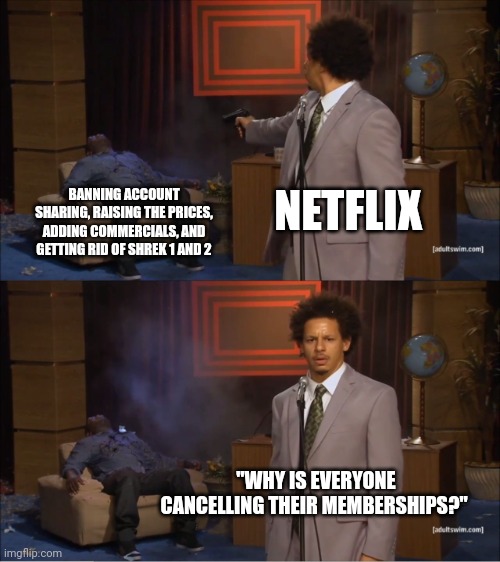 BANNING ACCOUNT
SHARING, RAISING THE PRICES,
ADDING COMMERCIALS, AND
GETTING RID OF SHREK 1 AND 2
NETFLIX
[adultswim.com]
"WHY IS EVERYONE
CANCELLING THEIR MEMBERSHIPS?"
[adultswim.com]
imgflip.com